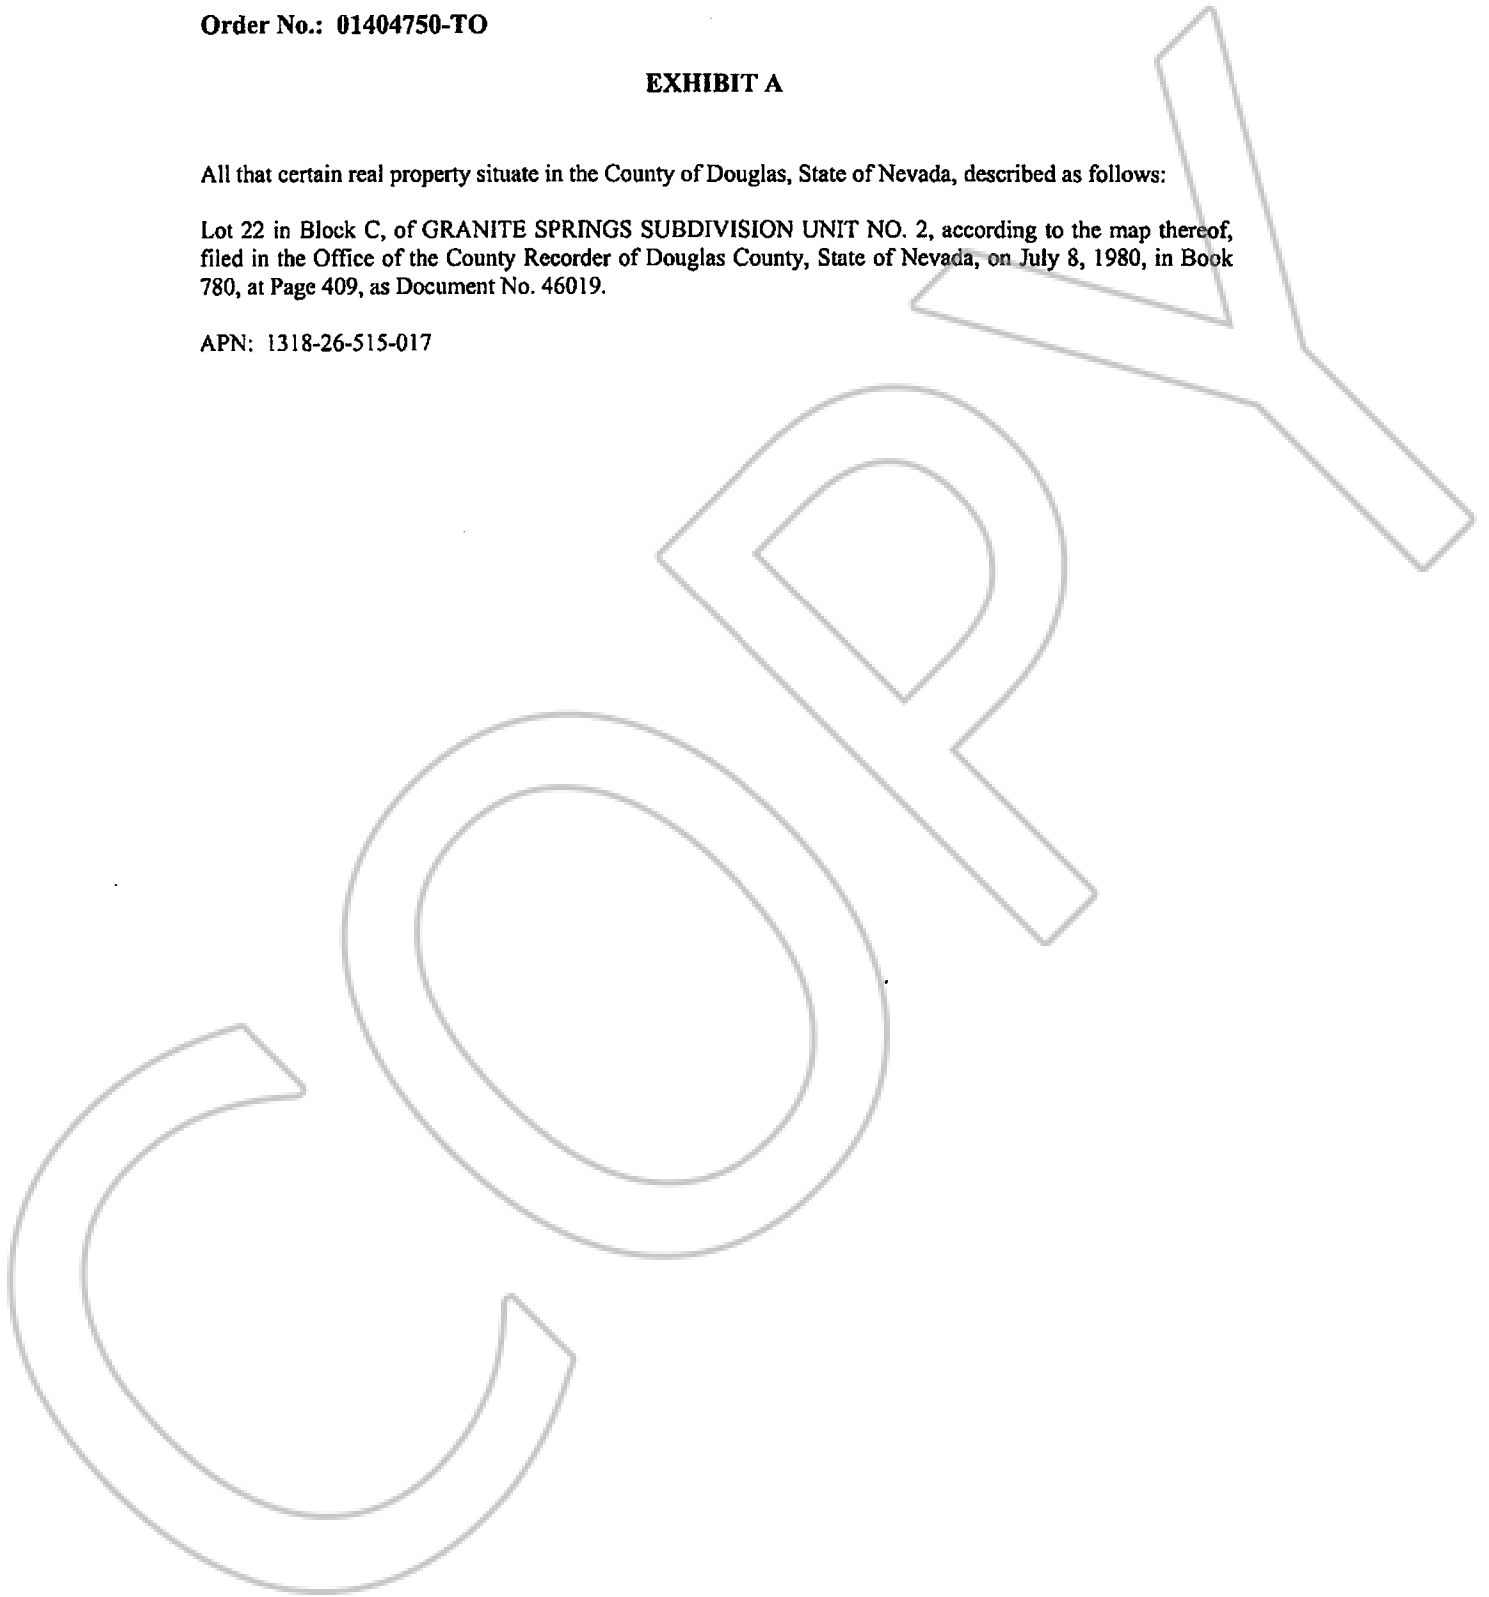 Order No.: 01404750-TO
EXHIBIT A
All that certain real property situate in the County of Douglas, State of Nevada, described as follows:
Lot 22 in Block C, of GRANITE SPRINGS SUBDIVISION UNIT NO. 2, according to the map thereof,
filed in the Office of the County Recorder of Douglas County, State of Nevada, on July 8, 1980, in Book
780, at Page 409, as Document No. 46019.
APN: 1318-26-515-017
COPY